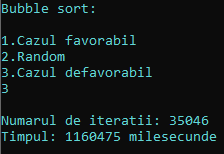 Bubble sort:
1.Cazul favorabil
2.Random
3.Cazul defavorabil
3
Numarul de iteratii: 35046
Timpul: 1160475 milesecunde